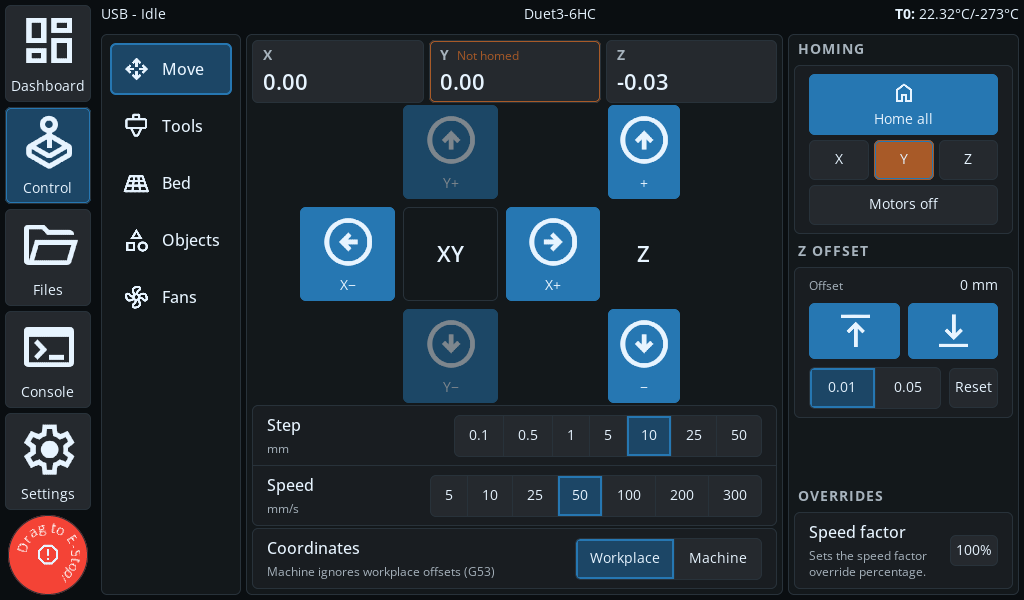 USB - Idle
Duet3-6HC
T0: 22.32°C/-273°C
Dashboard
Control
Files
Console
Settings
Drag to E-Stop!
Move
Tools
Bed
Objects
Fans
X
0.00
Y Not homed
0.00
Z
-0.03
Y+
+
X−
XY
X+
Z
Y−
−
Step
mm
0.1 0.5 1 5 10 25 50
Speed
mm/s
5 10 25 50 100 200 300
Coordinates
Machine ignores workplace offsets (G53)
Workplace Machine
HOMING
Home all
X Y Z
Motors off
Z OFFSET
Offset 0 mm
0.01 0.05 Reset
OVERRIDES
Speed factor
Sets the speed factor
override percentage.
100%